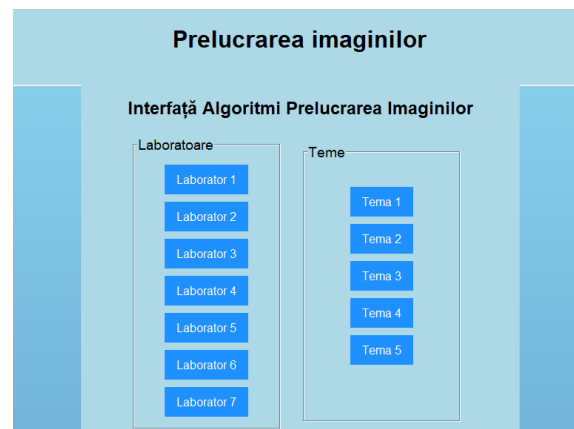 Prelucrarea imaginilor
Interfață Algoritmi Prelucrarea Imaginilor
Laboratoare
Laborator 1
Laborator 2
Laborator 3
Laborator 4
Laborator 5
Laborator 6
Laborator 7
Teme
Tema 1
Tema 2
Tema 3
Tema 4
Tema 5